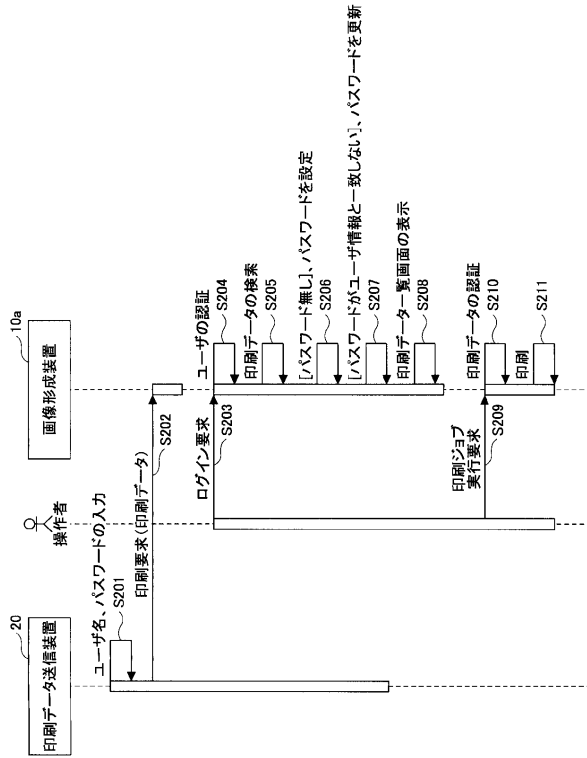 20
印刷データ送信装置
操作者
10a
画像形成装置
ユーザ名、パスワードの入力
S201
印刷要求(印刷データ)
S202
ログイン要求
S203
ユーザの認証
S204
印刷データの検索
S205
[パスワード無し]、パスワードを設定
S206
[パスワードがユーザ情報と一致しない]、パスワードを更新
S207
印刷データ一覧画面の表示
S208
印刷ジョブ
実行要求
S209
印刷データの認証
S210
印刷
S211